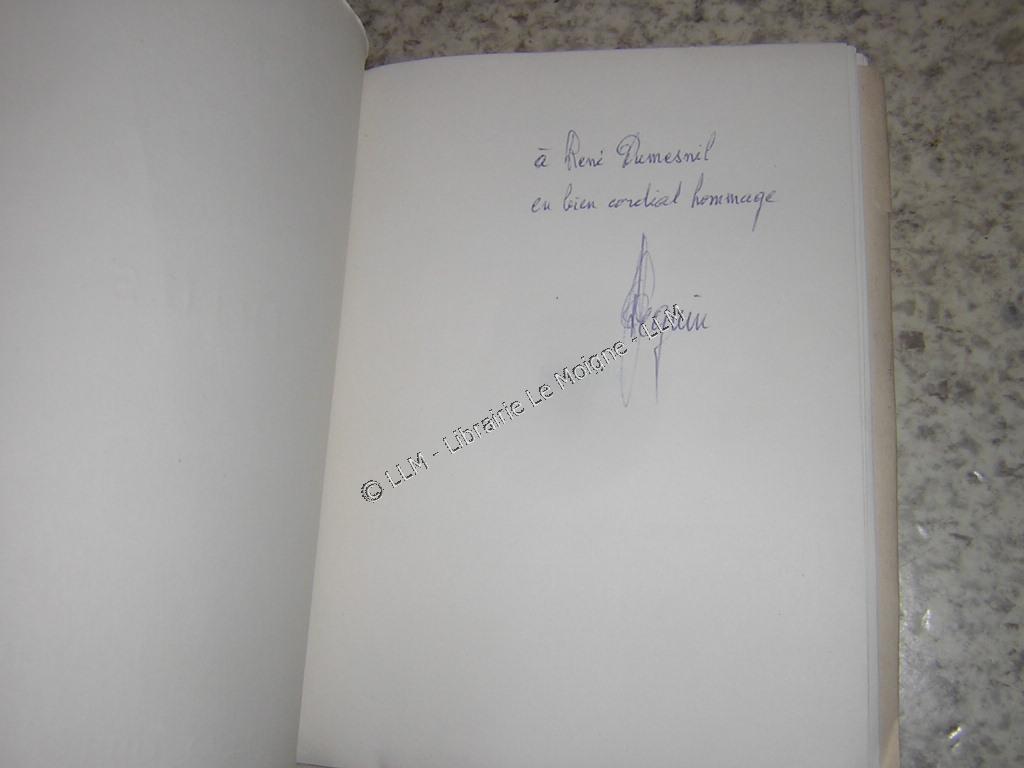 à René Dumesnil
en bien cordial hommage
© LLM - Librairie Le Moigne - LLM